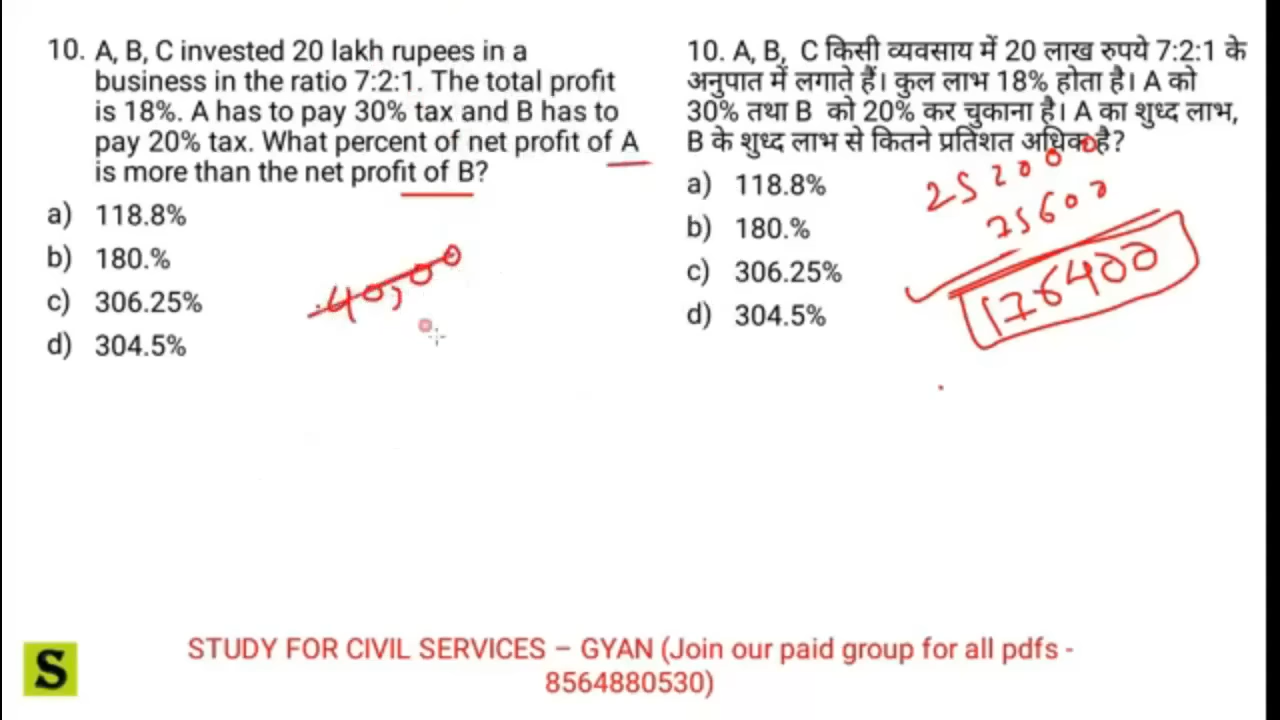 10. A, B, C invested 20 lakh rupees in a
business in the ratio 7:2:1. The total profit
is 18%. A has to pay 30% tax and B has to
pay 20% tax. What percent of net profit of A
is more than the net profit of B?
a) 118.8%
b) 180.%
c) 306.25%
d) 304.5%
40,00
10. A, B, C किसी व्यवसाय में 20 लाख रुपये 7:2:1 के
अनुपात में लगाते हैं। कुल लाभ 18% होता है। A को
30% तथा B को 20% कर चुकाना है। A का शुध्द लाभ,
B के शुध्द लाभ से कितने प्रतिशत अधिक है?
a) 118.8%
b) 180.%
c) 306.25%
d) 304.5%
252000
75600
176400
S
STUDY FOR CIVIL SERVICES – GYAN (Join our paid group for all pdfs -
8564880530)